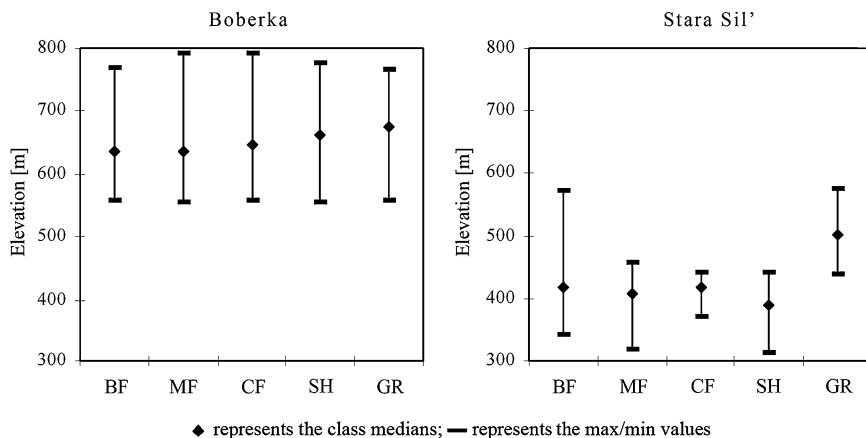 Boberka
Elevation [m]
800
700
600
500
400
300
BF MF CF SH GR
Stara Sil’
Elevation [m]
800
700
600
500
400
300
BF MF CF SH GR
represents the class medians; represents the max/min values